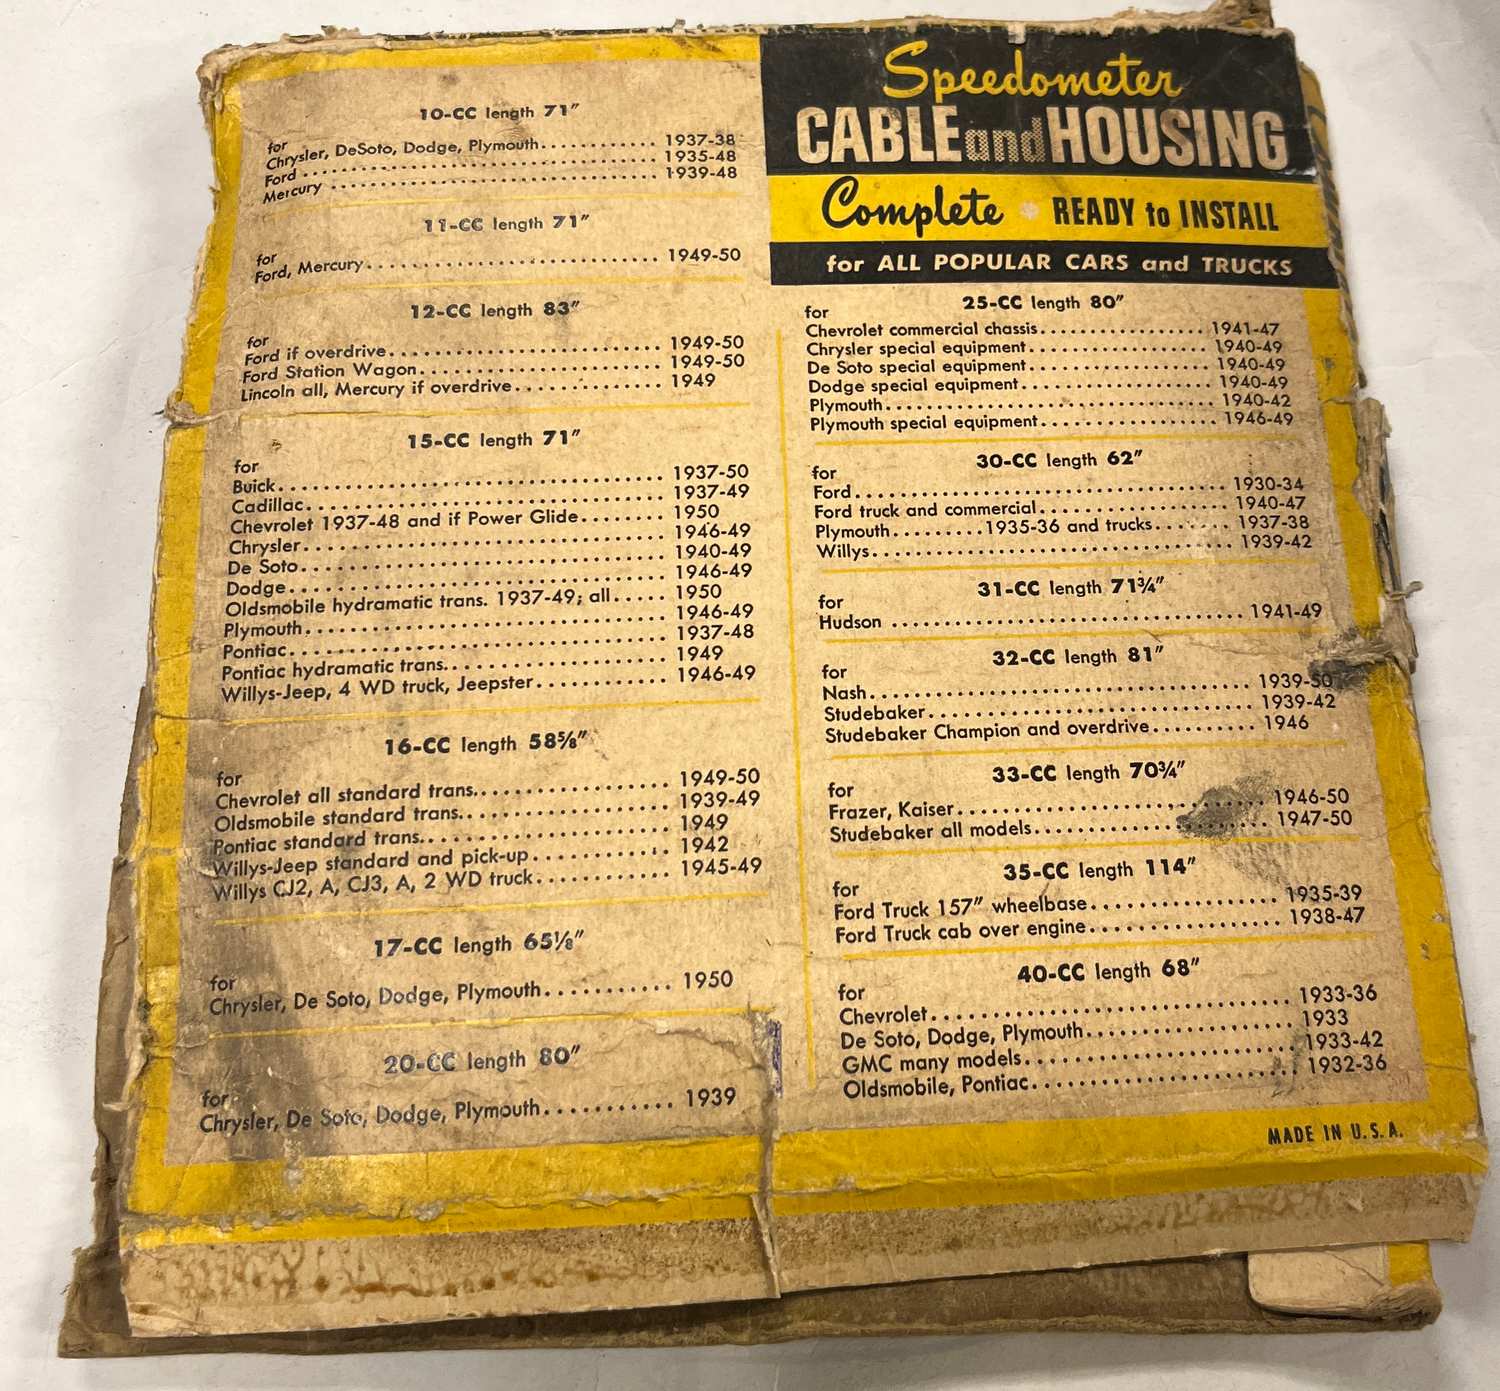 10-CC length 71"
for
Chrysler, DeSoto, Dodge, Plymouth............ 1937-38
Ford ........................................ 1935-48
Mercury ..................................... 1939-48
11-CC length 71"
for
Ford, Mercury................................ 1949-50
12-CC length 83"
for
Ford if overdrive............................ 1949-50
Ford Station Wagon........................... 1949-50
Lincoln all, Mercury if overdrive............. 1949
15-CC length 71"
for
Buick........................................ 1937-50
Cadillac..................................... 1937-49
Chevrolet 1937-48 and if Power Glide........ 1950
Chrysler..................................... 1946-49
De Soto...................................... 1940-49
Dodge........................................ 1946-49
Oldsmobile hydramatic trans. 1937-49; all..... 1950
Plymouth..................................... 1946-49
Pontiac...................................... 1937-48
Pontiac hydramatic trans..................... 1949
Willys-Jeep, 4 WD truck, Jeepster............ 1946-49
16-CC length 58⅝"
for
Chevrolet all standard trans................. 1949-50
Oldsmobile standard trans.................... 1939-49
Pontiac standard trans....................... 1949
Willys-Jeep standard and pick-up............. 1942
Willys CJ2, A, CJ3, A, 2 WD truck............ 1945-49
17-CC length 65⅛"
for
Chrysler, De Soto, Dodge, Plymouth........... 1950
20-CC length 80"
for
Chrysler, De Soto, Dodge, Plymouth............ 1939
Speedometer
CABLE and HOUSING
Complete • READY to INSTALL
for ALL POPULAR CARS and TRUCKS
25-CC length 80"
for
Chevrolet commercial chassis.................. 1941-47
Chrysler special equipment................... 1940-49
De Soto special equipment.................... 1940-49
Dodge special equipment...................... 1940-49
Plymouth..................................... 1940-42
Plymouth special equipment................... 1946-49
30-CC length 62"
for
Ford......................................... 1930-34
Ford truck and commercial.................... 1940-47
Plymouth.........1935-36 and trucks........ 1937-38
Willys....................................... 1939-42
31-CC length 71¾"
for
Hudson ...................................... 1941-49
32-CC length 81"
for
Nash......................................... 1939-50
Studebaker................................... 1939-42
Studebaker Champion and overdrive........... 1946
33-CC length 70¾"
for
Frazer, Kaiser............................... 1946-50
Studebaker all models........................ 1947-50
35-CC length 114"
for
Ford Truck 157" wheelbase.................... 1935-39
Ford Truck cab over engine................... 1938-47
40-CC length 68"
for
Chevrolet.................................... 1933-36
De Soto, Dodge, Plymouth..................... 1933
GMC many models.............................. 1933-42
Oldsmobile, Pontiac.......................... 1932-36
MADE IN U.S.A.